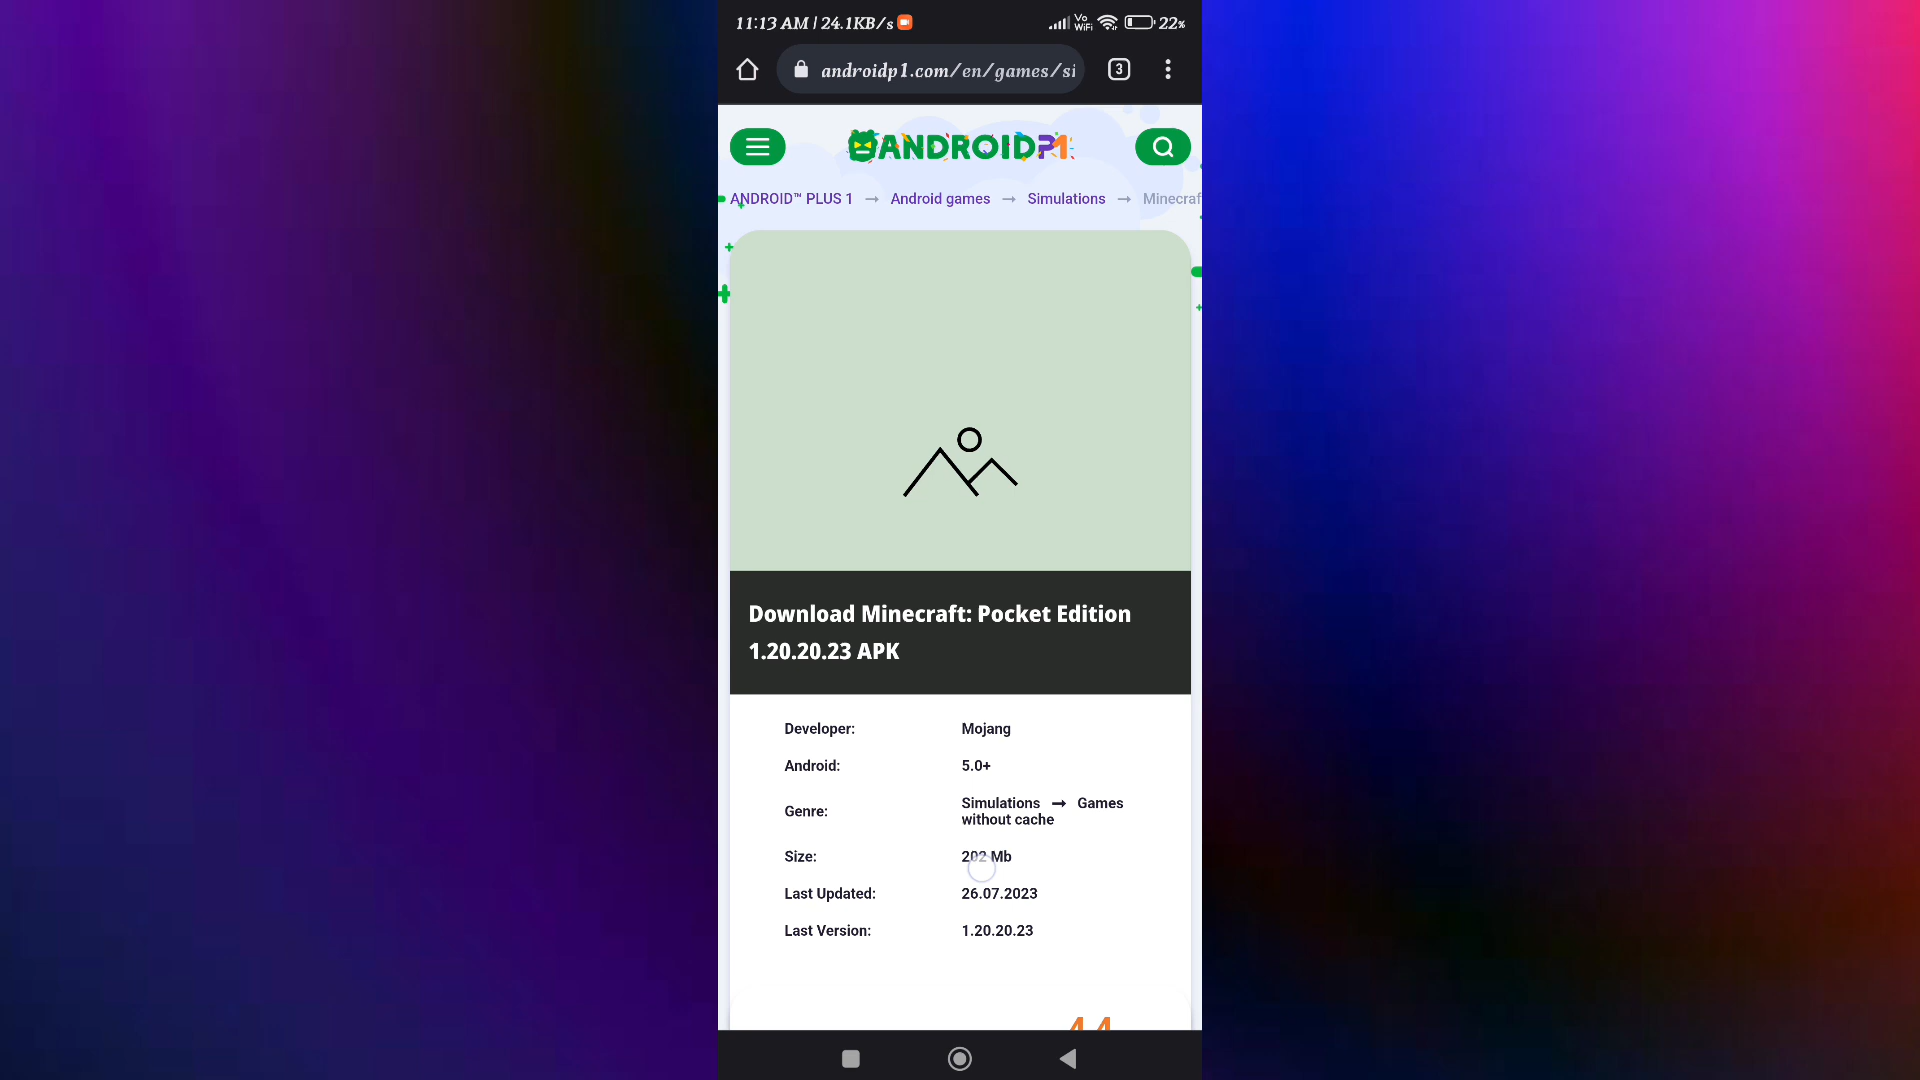 11:13 AM | 24.1KB/s Vo WiFi 22%
androidp1.com/en/games/si 3
ANDROIDP1
ANDROID™ PLUS 1 → Android games → Simulations → Minecraf
Download Minecraft: Pocket Edition
1.20.20.23 APK
Developer: Mojang
Android: 5.0+
Genre: Simulations → Games
without cache
Size: 202 Mb
Last Updated: 26.07.2023
Last Version: 1.20.20.23